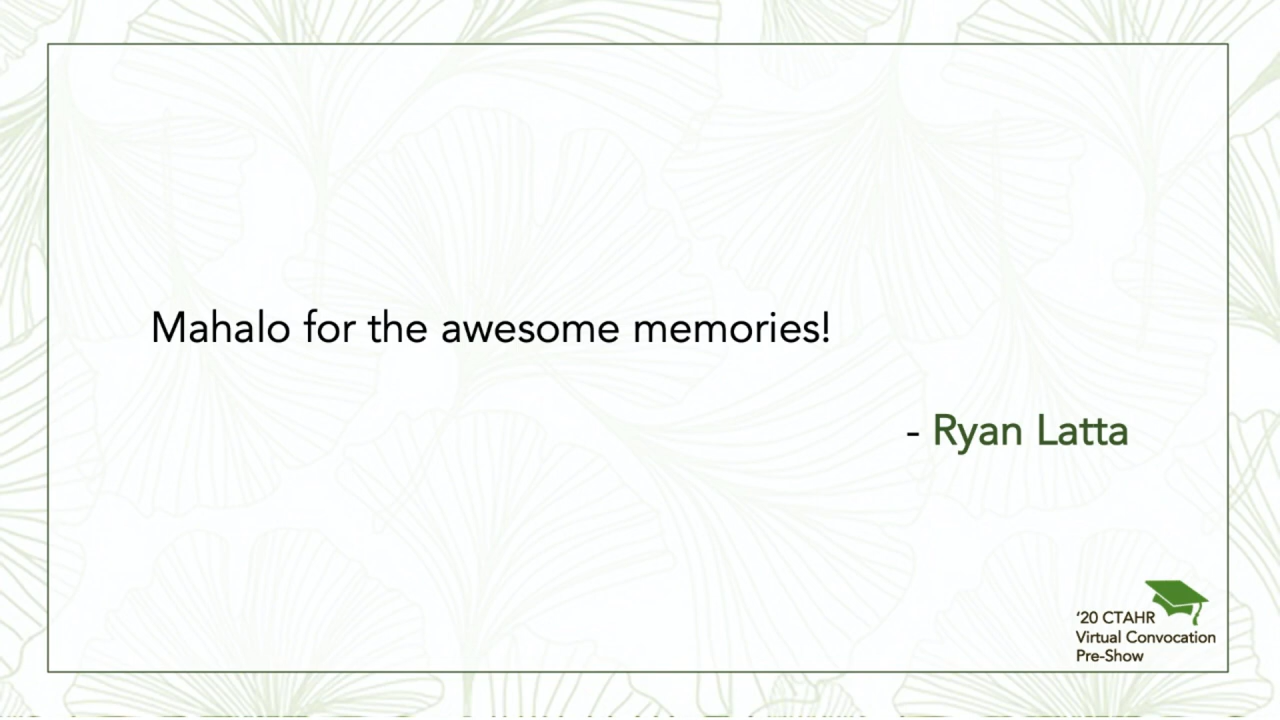 Mahalo for the awesome memories!
- Ryan Latta
‘20 CTAHR
Virtual Convocation
Pre-Show